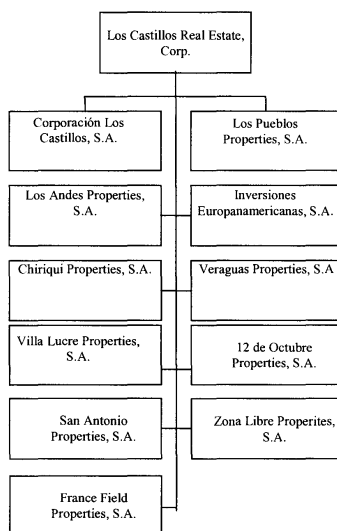 Los Castillos Real Estate,
Corp.
Corporación Los
Castillos, S.A.
Los Pueblos
Properties, S.A.
Los Andes Properties,
S.A.
Inversiones
Europanamericanas, S.A.
Chiriquí Properties, S.A.
Veraguas Properties, S.A
Villa Lucre Properties,
S.A.
12 de Octubre
Properties, S.A.
San Antonio
Properties, S.A.
Zona Libre Properites,
S.A.
France Field
Properties, S.A.